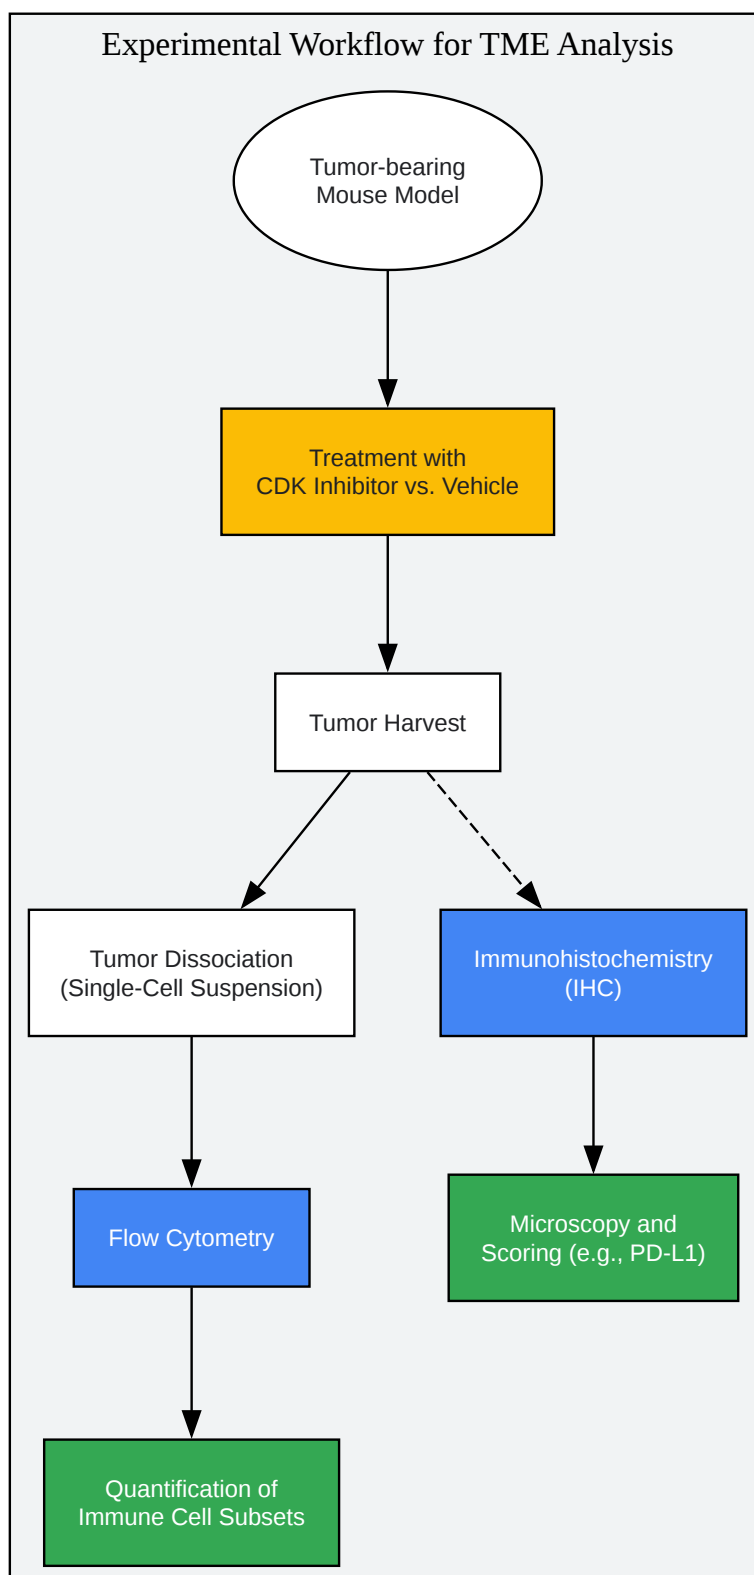 Experimental Workflow for TME Analysis
Tumor-bearing
Mouse Model
Treatment with
CDK Inhibitor vs. Vehicle
Tumor Harvest
Tumor Dissociation
(Single-Cell Suspension)
Immunohistochemistry
(IHC)
Flow Cytometry
Microscopy and
Scoring (e.g., PD-L1)
Quantification of
Immune Cell Subsets